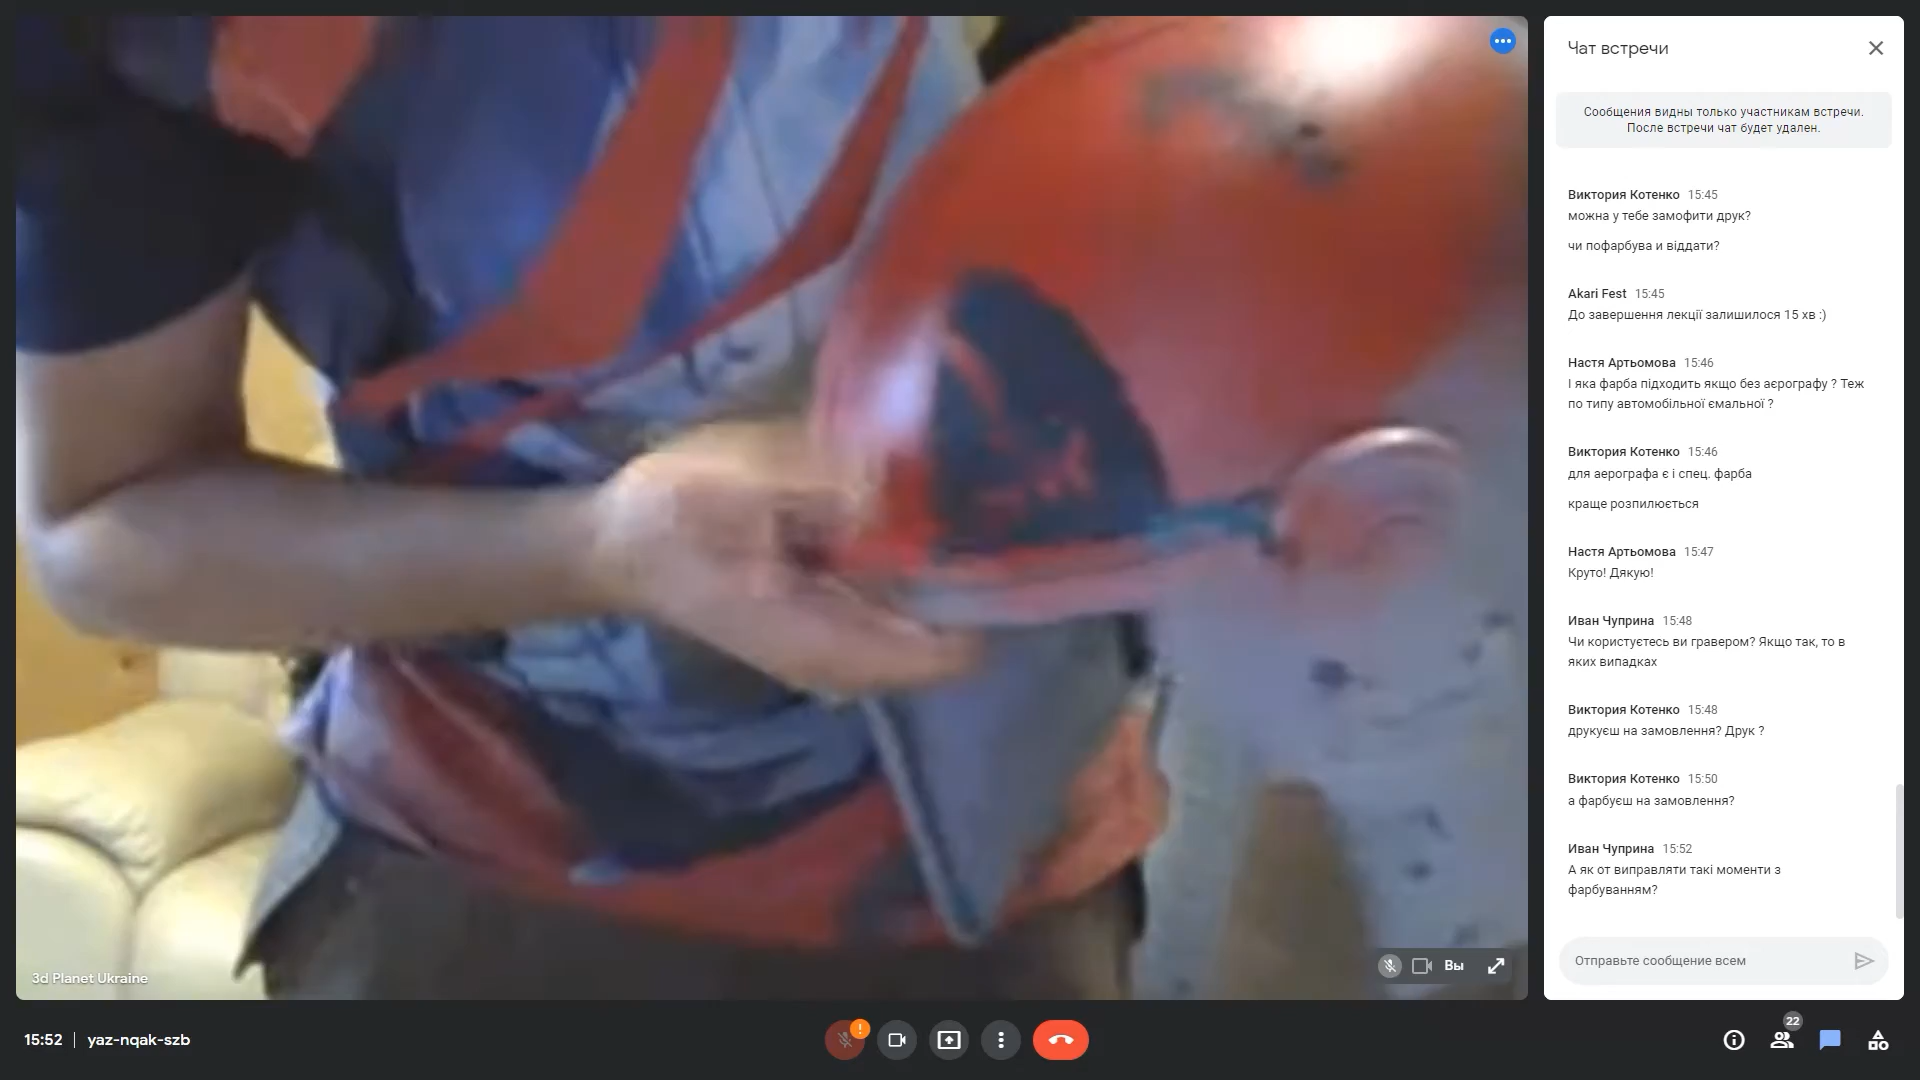 Чат встречи
Сообщения видны только участникам встречи.
После встречи чат будет удален.
Виктория Котенко 15:45
можна у тебе замофити друк?
чи пофарбува и віддати?
Akari Fest 15:45
До завершення лекції залишилося 15 хв :)
Настя Артьомова 15:46
І яка фарба підходить якщо без аєрографу ? Теж
по типу автомобільної ємальної ?
Виктория Котенко 15:46
для аерографа є і спец. фарба
краще розпилюється
Настя Артьомова 15:47
Круто! Дякую!
Иван Чуприна 15:48
Чи користуєтесь ви гравером? Якщо так, то в
яких випадках
Виктория Котенко 15:48
друкуєш на замовлення? Друк ?
Виктория Котенко 15:50
а фарбуєш на замовлення?
Иван Чуприна 15:52
А як от виправляти такі моменти з
фарбуванням?
Отправьте сообщение всем
3d Planet Ukraine
Вы
15:52 | yaz-nqak-szb
22